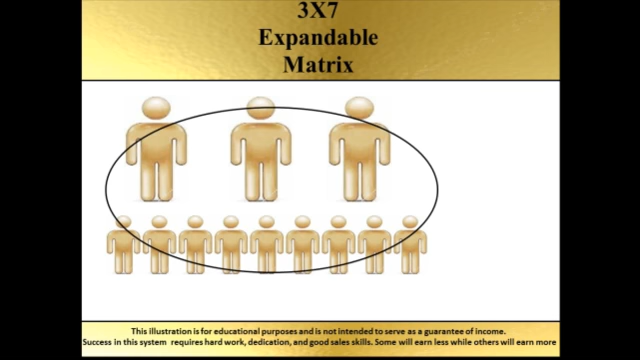 3X7
Expandable
Matrix
This illustration is for educational purposes and is not intended to serve as a guarantee of income.
Success in this system requires hard work, dedication, and good sales skills. Some will earn less while others will earn more